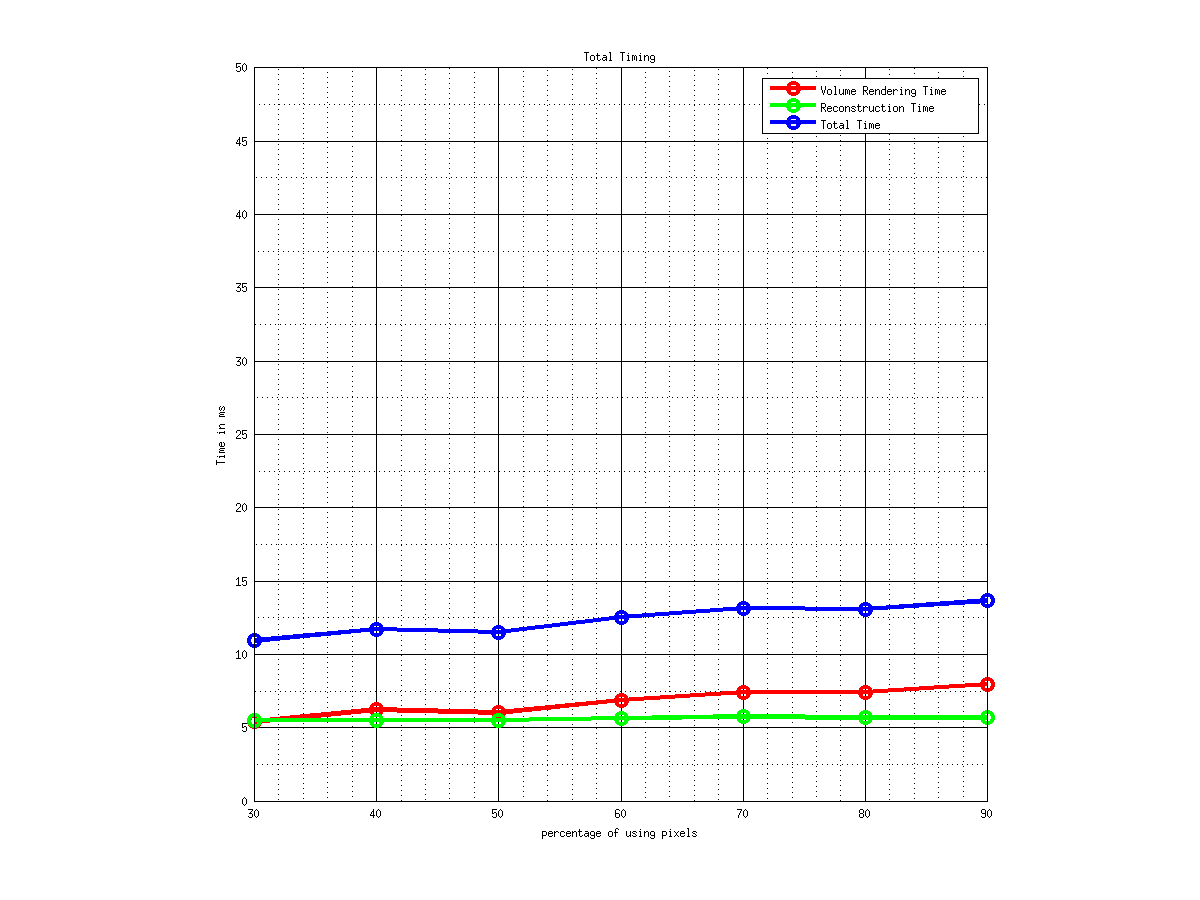 Total Timing
50
45
40
35
30
25
20
15
10
5
0
Time in ms
Volume Rendering Time
Reconstruction Time
Total Time
30 40 50 60 70 80 90
percentage of using pixels